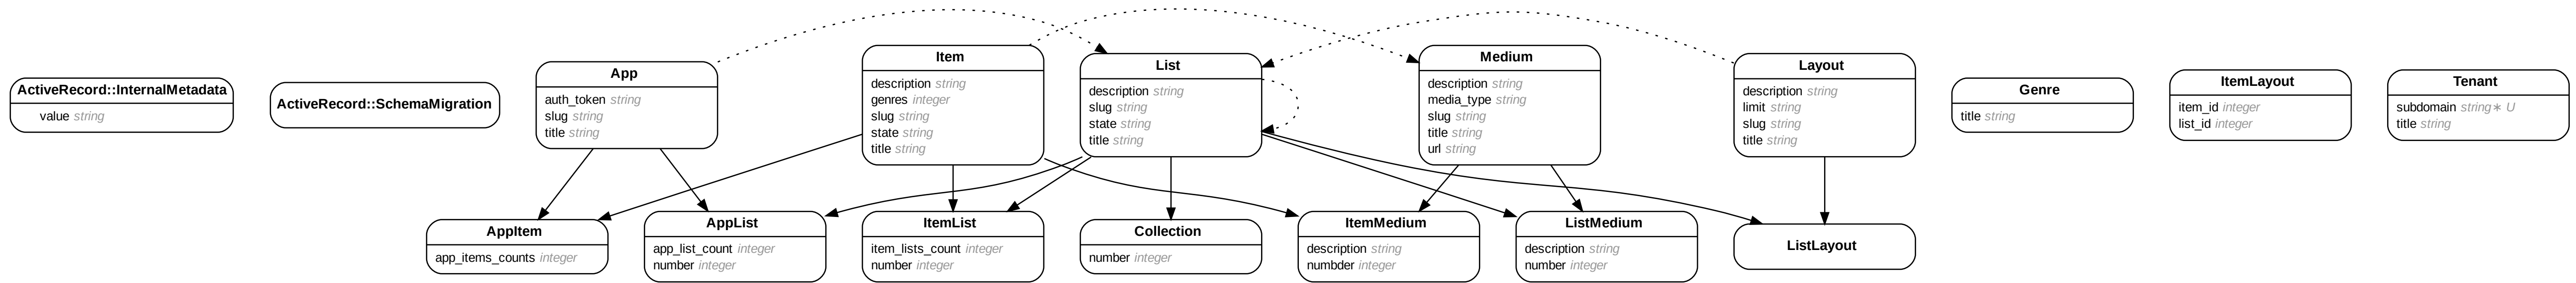 ActiveRecord::InternalMetadata
value string
ActiveRecord::SchemaMigration
App
auth_token string
slug string
title string
Item
description string
genres integer
slug string
state string
title string
List
description string
slug string
state string
title string
Medium
description string
media_type string
slug string
title string
url string
Layout
description string
limit string
slug string
title string
Genre
title string
ItemLayout
item_id integer
list_id integer
Tenant
subdomain string∗ U
title string
AppItem
app_items_counts integer
AppList
app_list_count integer
number integer
ItemList
item_lists_count integer
number integer
Collection
number integer
ItemMedium
description string
numbder integer
ListMedium
description string
number integer
ListLayout